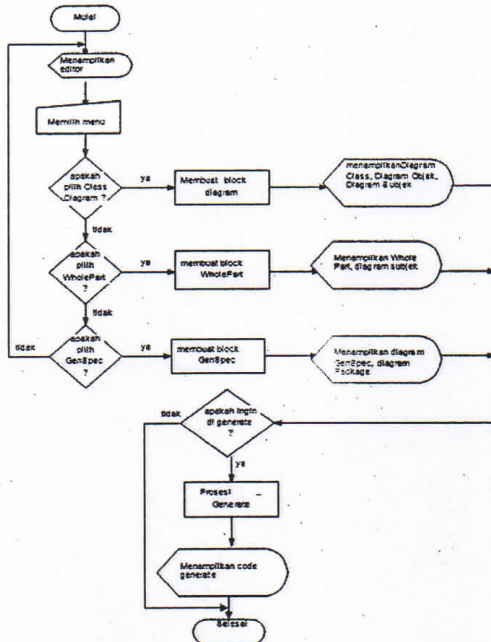 Mulai
Menampilkan
editor
Memilih menu
apakah
pilih Class
Diagram ?
ya
Membuat block
diagram
menampilkanDiagram
Class, Diagram Objek,
Diagram Subjek
tidak
apakah
pilih
WholePart
?
ya
membuat block
WholePart
Menampilkan Whole
Part, diagram subjek
tidak
tidak
apakah
pilih
GenSpec
?
ya
membuat block
GenSpec
Menampilkan diagram
GenSpec, diagram
Package
tidak
apakah ingin
di generate
?
ya
Proses
Generate
Menampilkan code
generate
Selesai